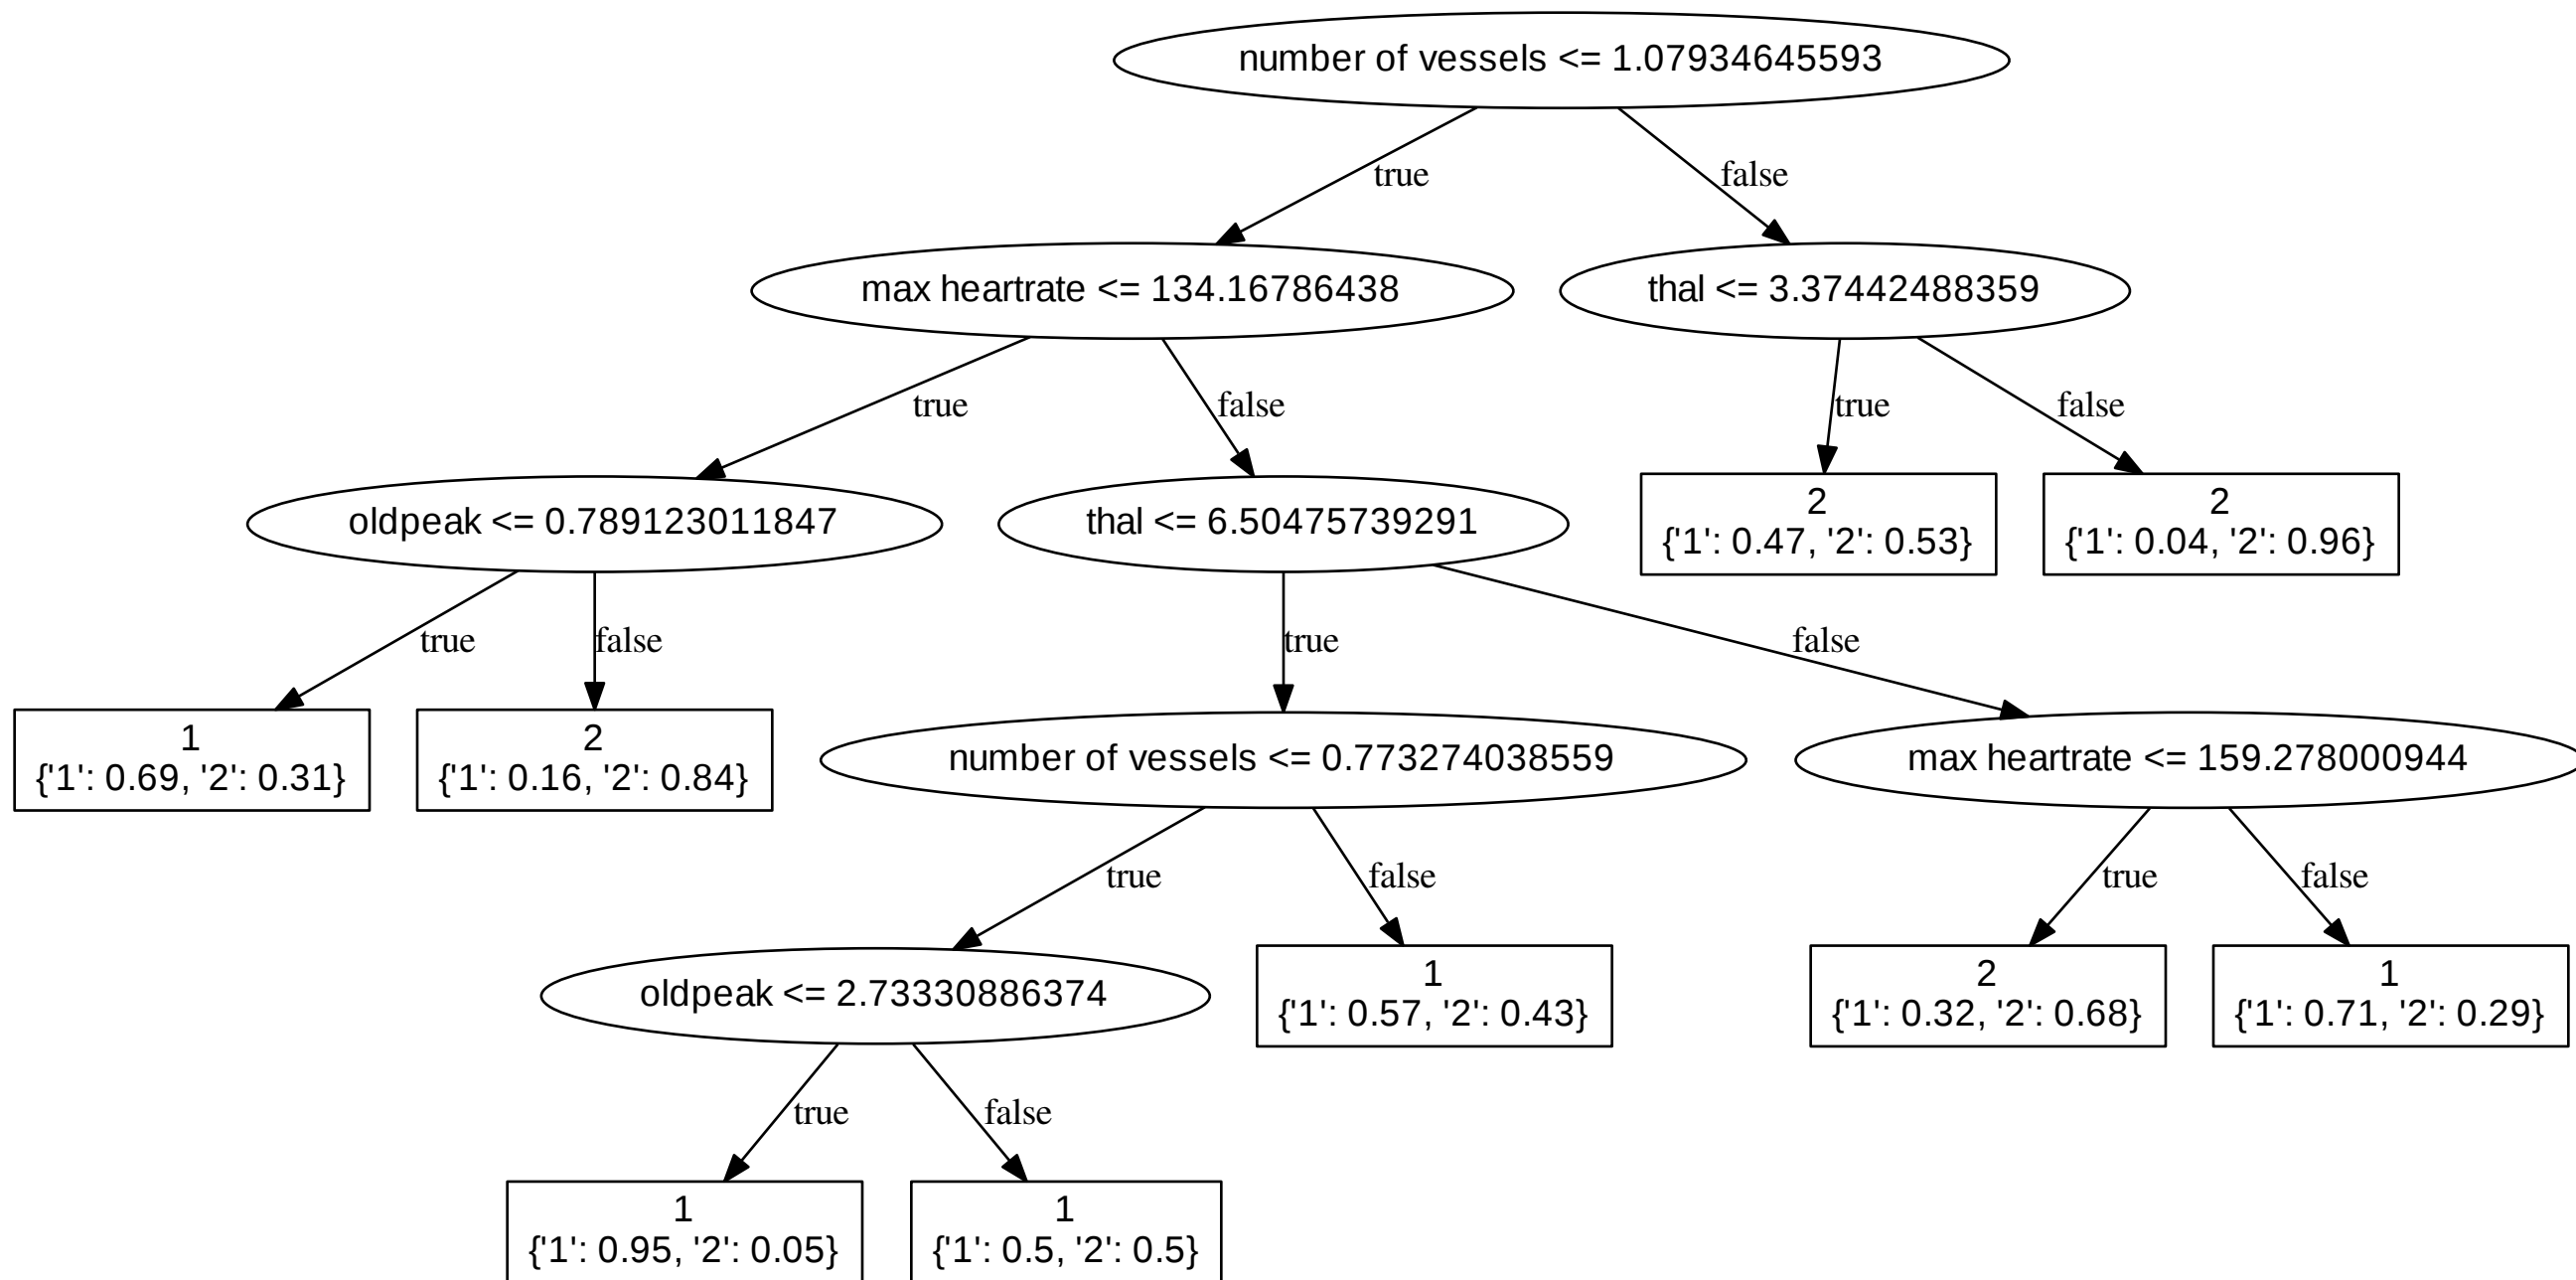 number of vessels <= 1.07934645593
true
false
max heartrate <= 134.16786438
thal <= 3.37442488359
true
false
true
false
oldpeak <= 0.789123011847
thal <= 6.50475739291
2
{'1': 0.47, '2': 0.53}
2
{'1': 0.04, '2': 0.96}
true
false
true
false
1
{'1': 0.69, '2': 0.31}
2
{'1': 0.16, '2': 0.84}
number of vessels <= 0.773274038559
max heartrate <= 159.278000944
true
false
true
false
oldpeak <= 2.73330886374
1
{'1': 0.57, '2': 0.43}
2
{'1': 0.32, '2': 0.68}
1
{'1': 0.71, '2': 0.29}
true
false
1
{'1': 0.95, '2': 0.05}
1
{'1': 0.5, '2': 0.5}